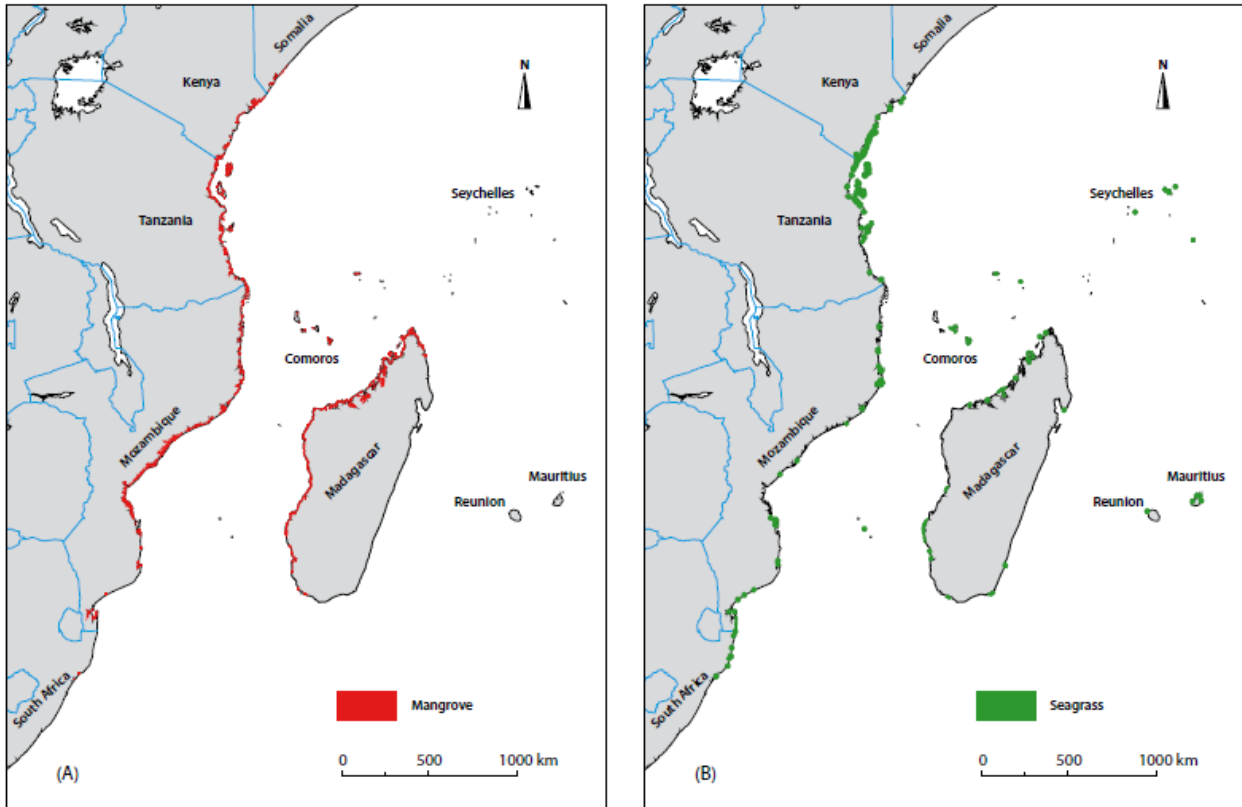 Somalia
Kenya
N
Seychelles
Tanzania
Comoros
Mozambique
Madagascar
Mauritius
Reunion
South Africa
Mangrove
0 500 1000 km
(A)
Somalia
Kenya
N
Seychelles
Tanzania
Comoros
Mozambique
Madagascar
Mauritius
Reunion
South Africa
Seagrass
0 500 1000 km
(B)